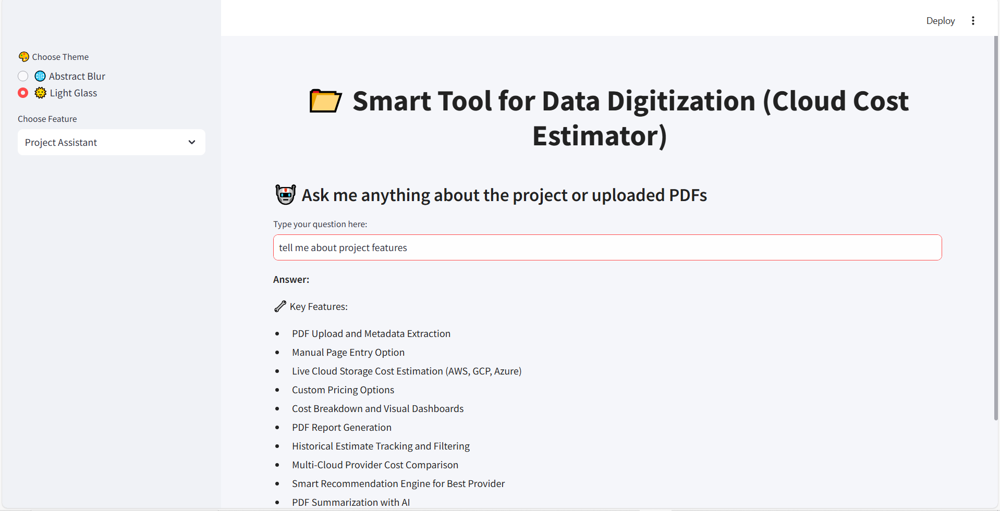 Deploy
Choose Theme
Abstract Blur
Light Glass
Choose Feature
Project Assistant
Smart Tool for Data Digitization (Cloud Cost
Estimator)
Ask me anything about the project or uploaded PDFs
Type your question here:
tell me about project features
Answer:
Key Features:
PDF Upload and Metadata Extraction
Manual Page Entry Option
Live Cloud Storage Cost Estimation (AWS, GCP, Azure)
Custom Pricing Options
Cost Breakdown and Visual Dashboards
PDF Report Generation
Historical Estimate Tracking and Filtering
Multi-Cloud Provider Cost Comparison
Smart Recommendation Engine for Best Provider
PDF Summarization with AI